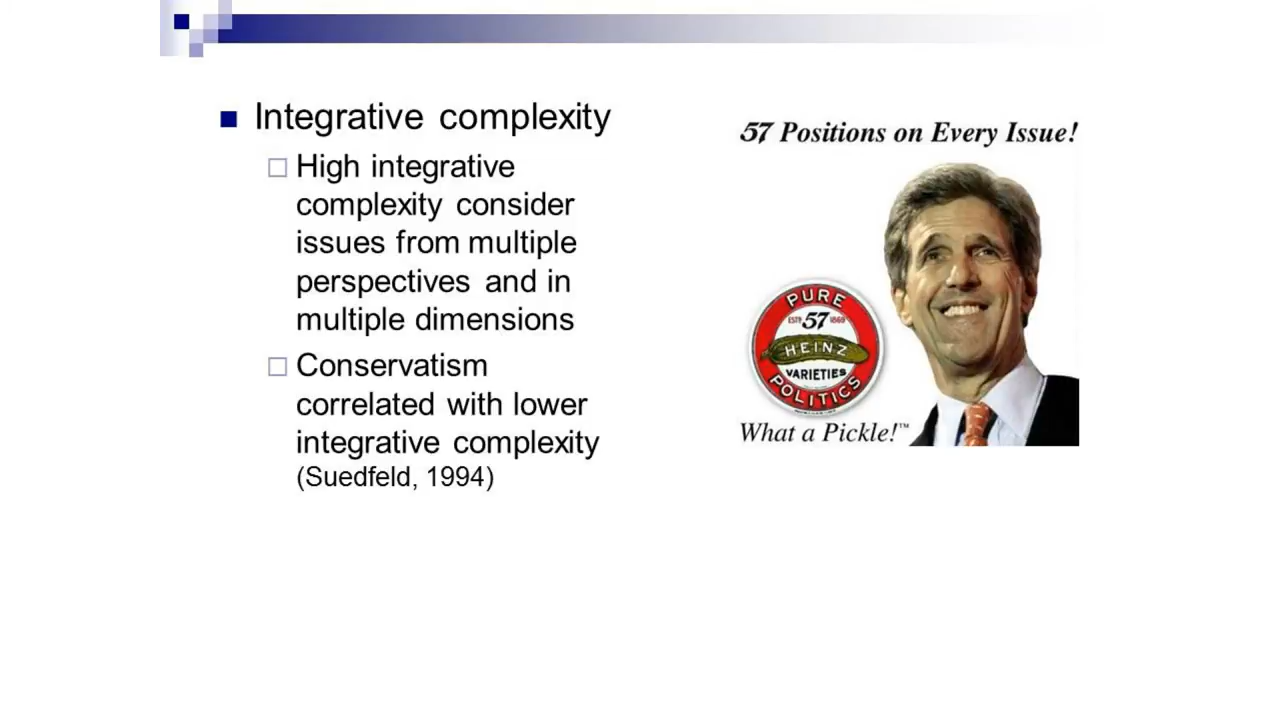 Integrative complexity
High integrative
complexity consider
issues from multiple
perspectives and in
multiple dimensions
Conservatism
correlated with lower
integrative complexity
(Suedfeld, 1994)
57 Positions on Every Issue!
PURE
ESTD 57 1869
HEINZ
VARIETIES
POLITICS
What a Pickle!™